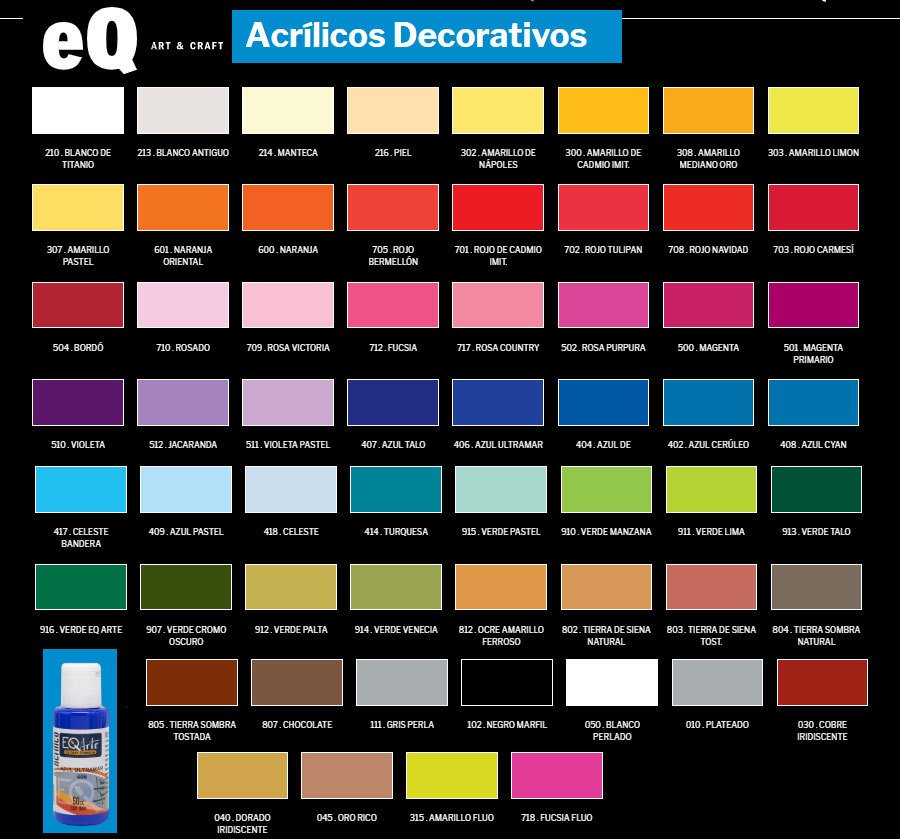 eQ ART & CRAFT Acrílicos Decorativos
210 . BLANCO DE TITANIO
213 . BLANCO ANTIGUO
214 . MANTECA
216 . PIEL
302 . AMARILLO DE NÁPOLES
300 . AMARILLO DE CADMIO IMIT.
308 . AMARILLO MEDIANO ORO
303 . AMARILLO LIMON
307 . AMARILLO PASTEL
601 . NARANJA ORIENTAL
600 . NARANJA
705 . ROJO BERMELLÓN
701 . ROJO DE CADMIO IMIT.
702 . ROJO TULIPAN
708 . ROJO NAVIDAD
703 . ROJO CARMESÍ
504 . BORDÓ
710 . ROSADO
709 . ROSA VICTORIA
712 . FUCSIA
717 . ROSA COUNTRY
502 . ROSA PURPURA
500 . MAGENTA
501 . MAGENTA PRIMARIO
510 . VIOLETA
512 . JACARANDA
511 . VIOLETA PASTEL
407 . AZUL TALO
406 . AZUL ULTRAMAR
404 . AZUL DE
402 . AZUL CERÚLEO
408 . AZUL CYAN
417 . CELESTE BANDERA
409 . AZUL PASTEL
418 . CELESTE
414 . TURQUESA
915 . VERDE PASTEL
910 . VERDE MANZANA
911 . VERDE LIMA
913 . VERDE TALO
916 . VERDE EQ ARTE
907 . VERDE CROMO OSCURO
912 . VERDE PALTA
914 . VERDE VENECIA
812 . OCRE AMARILLO FERROSO
802 . TIERRA DE SIENA NATURAL
803 . TIERRA DE SIENA TOST.
804 . TIERRA SOMBRA NATURAL
805 . TIERRA SOMBRA TOSTADA
807 . CHOCOLATE
111 . GRIS PERLA
102 . NEGRO MARFIL
050 . BLANCO PERLADO
010 . PLATEADO
030 . COBRE IRIDISCENTE
040 . DORADO IRIDISCENTE
045 . ORO RICO
315 . AMARILLO FLUO
718 . FUCSIA FLUO
EQ Arte
AZUL ULTRAMAR
406
50